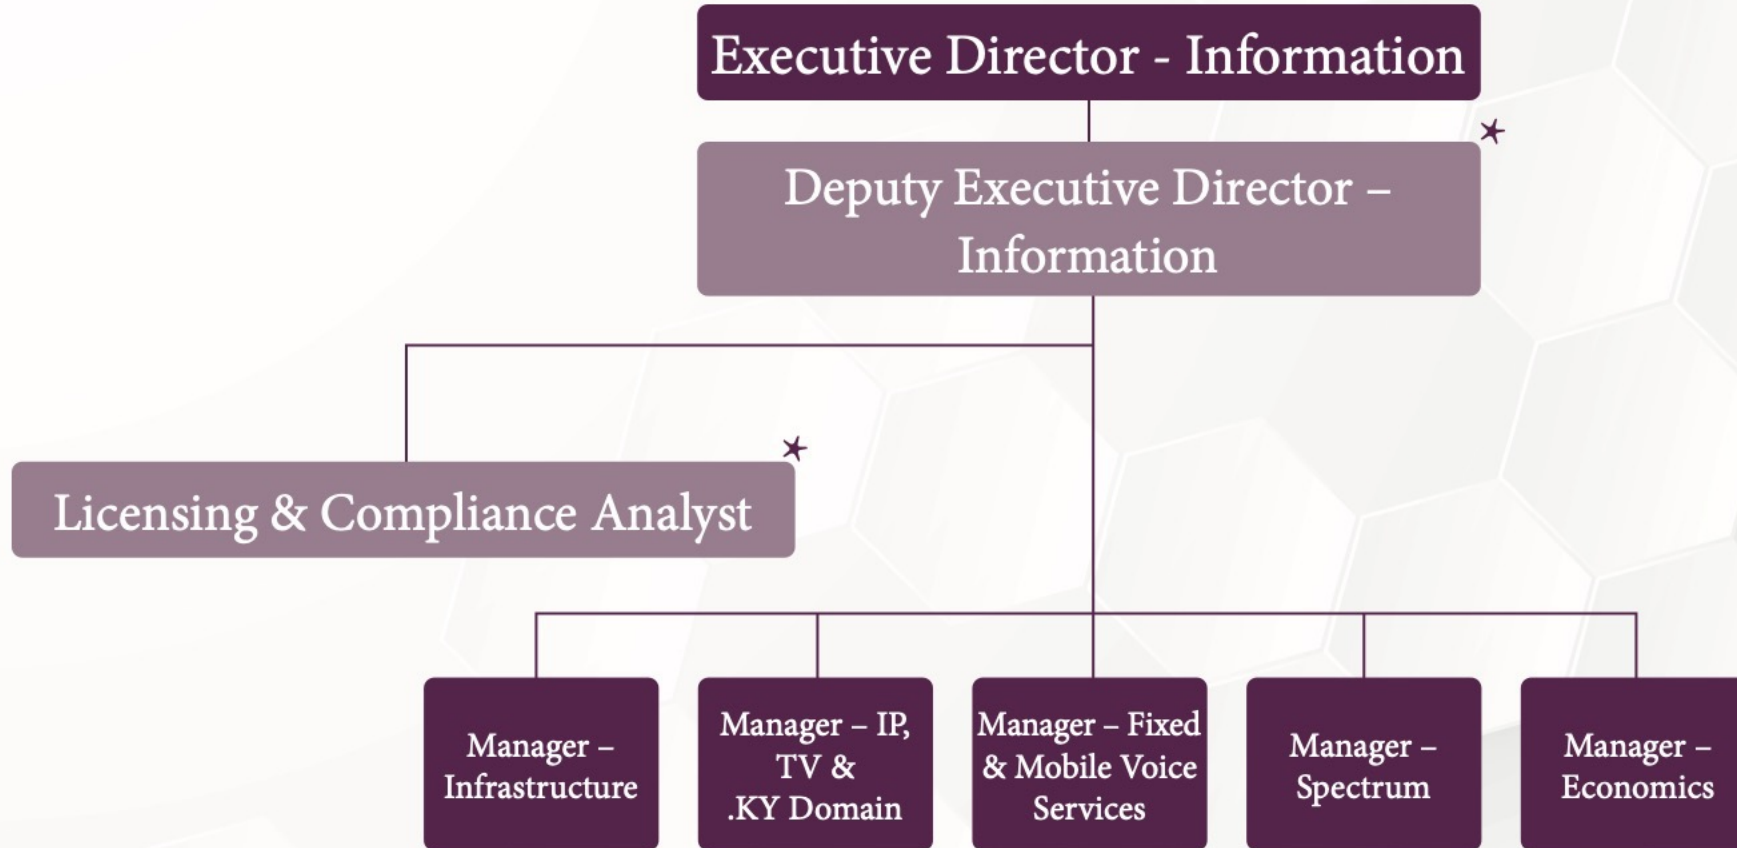 Executive Director - Information
Deputy Executive Director –
Information
Licensing & Compliance Analyst
Manager –
Infrastructure
Manager – IP,
TV &
.KY Domain
Manager – Fixed
& Mobile Voice
Services
Manager –
Spectrum
Manager –
Economics